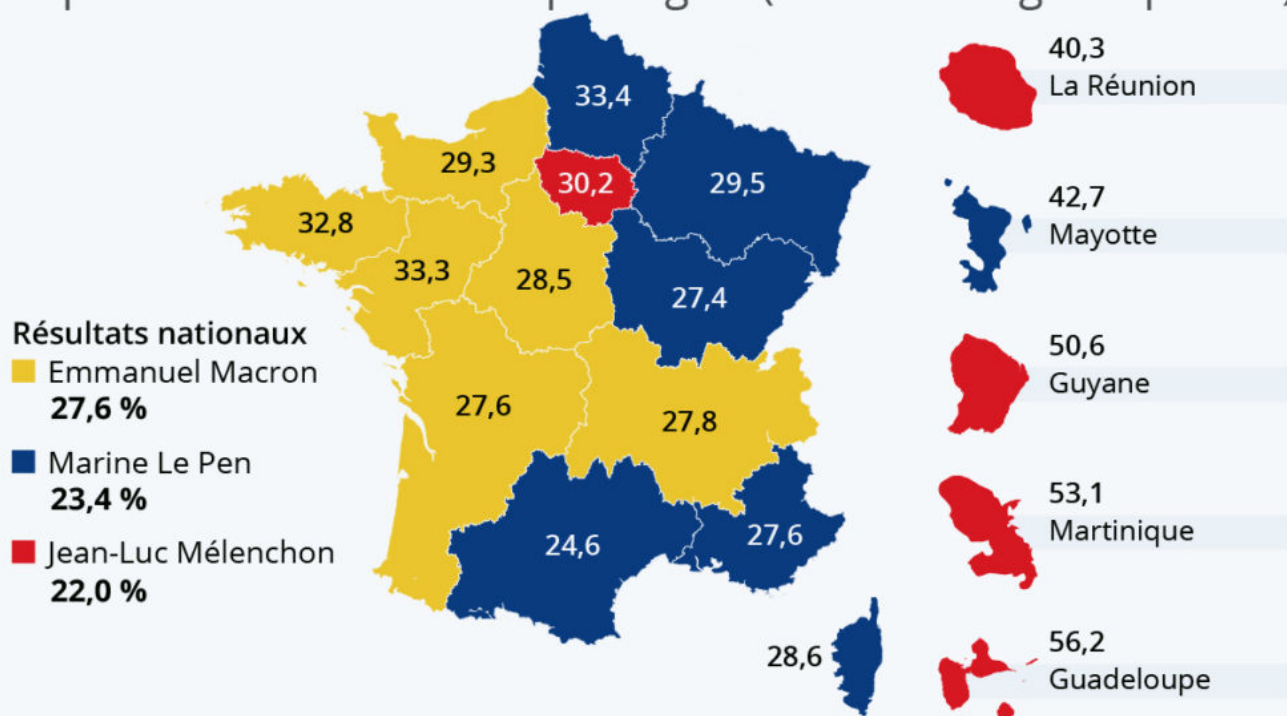 33,4
29,3
30,2
29,5
32,8
33,3
28,5
27,4
27,6
27,8
24,6
27,6
28,6
Résultats nationaux
Emmanuel Macron
27,6 %
Marine Le Pen
23,4 %
Jean-Luc Mélenchon
22,0 %
40,3
La Réunion
42,7
Mayotte
50,6
Guyane
53,1
Martinique
56,2
Guadeloupe